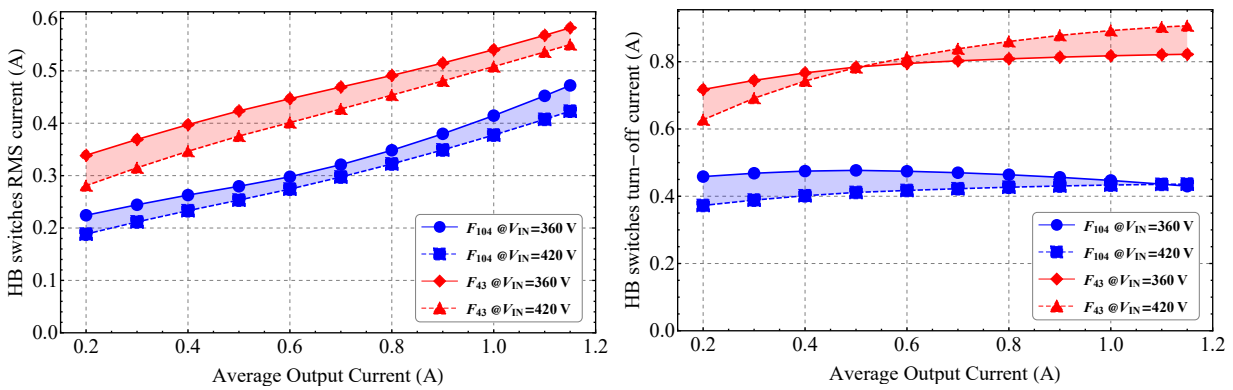 HB switches RMS current (A)
0.6
0.5
0.4
0.3
0.2
0.1
0.0
0.2
0.4
0.6
0.8
1.0
1.2
Average Output Current (A)
F104 @VIN=360 V
F104 @VIN=420 V
F43 @VIN=360 V
F43 @VIN=420 V
HB switches turn-off current (A)
0.8
0.6
0.4
0.2
0.0
0.2
0.4
0.6
0.8
1.0
1.2
Average Output Current (A)
F104 @VIN=360 V
F104 @VIN=420 V
F43 @VIN=360 V
F43 @VIN=420 V